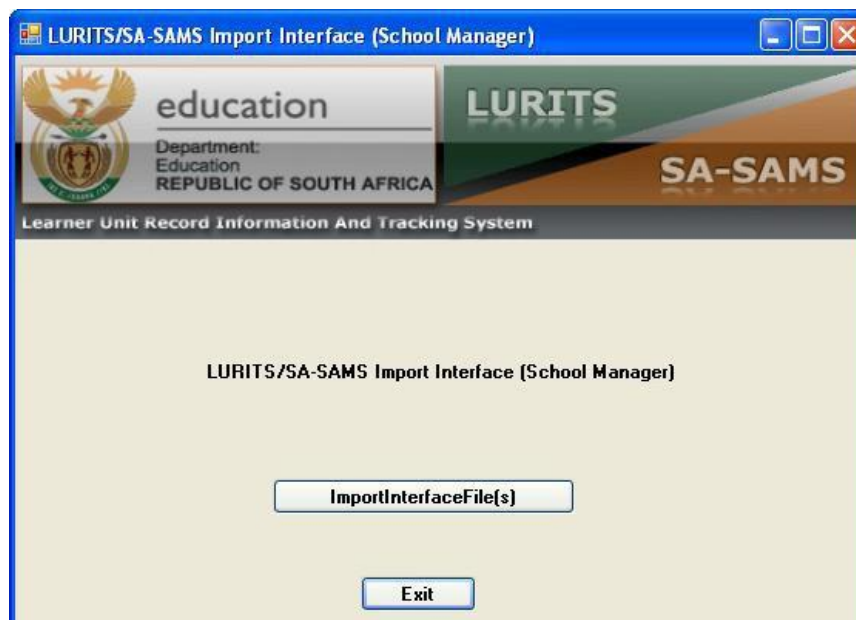 LURITS/SA-SAMS Import Interface (School Manager)
education
Department:
Education
REPUBLIC OF SOUTH AFRICA
LURITS
SA-SAMS
Learner Unit Record Information And Tracking System
LURITS/SA-SAMS Import Interface (School Manager)
ImportInterfaceFile(s)
Exit